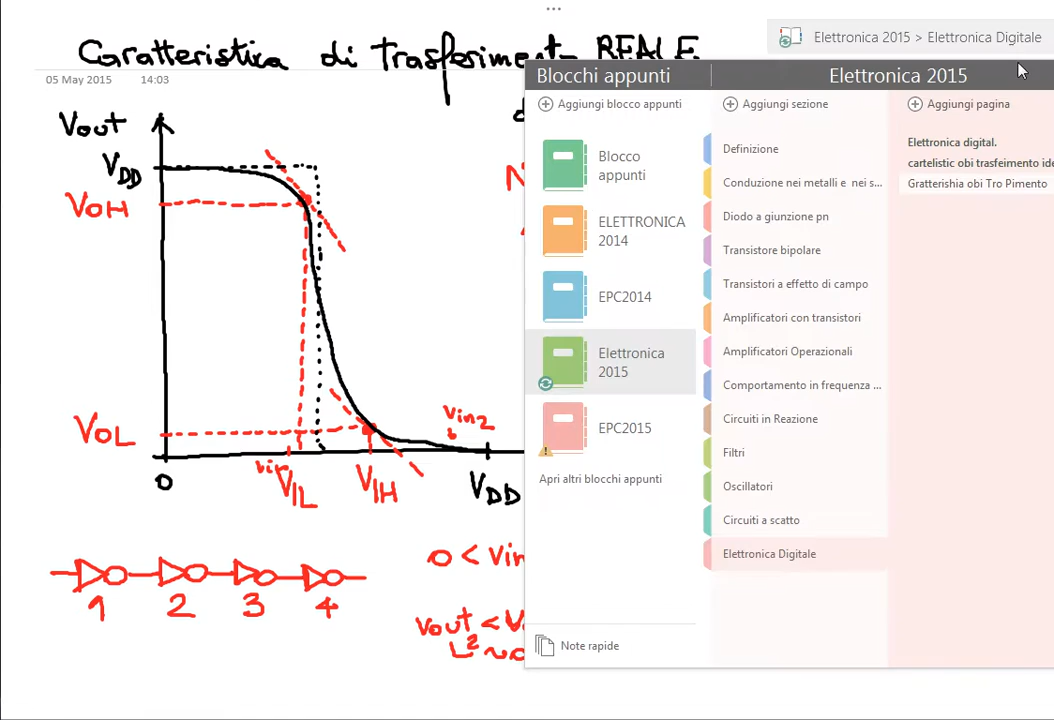 Caratteristica di Trasferimento REALE
05 May 2015 14:03
Vout
VDD
VOH
VOL
0
vin
VIL
VIH
vin2
VDD
1 2 3 4
0 < Vin
Vout < V
Elettronica 2015 > Elettronica Digitale
Blocchi appunti
Aggiungi blocco appunti
Blocco
appunti
ELETTRONICA
2014
EPC2014
Elettronica
2015
EPC2015
Apri altri blocchi appunti
Note rapide
Elettronica 2015
Aggiungi sezione
Definizione
Conduzione nei metalli e nei s...
Diodo a giunzione pn
Transistore bipolare
Transistori a effetto di campo
Amplificatori con transistori
Amplificatori Operazionali
Comportamento in frequenza ...
Circuiti in Reazione
Filtri
Oscillatori
Circuiti a scatto
Elettronica Digitale
Aggiungi pagina
Elettronica digital.
cartelistic obi trasfeimento ide
Gratterishia obi Tro Pimento